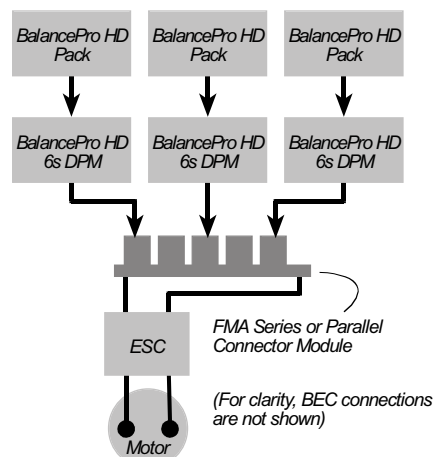 BalancePro HD
Pack
BalancePro HD
Pack
BalancePro HD
Pack
BalancePro HD
6s DPM
BalancePro HD
6s DPM
BalancePro HD
6s DPM
FMA Series or Parallel
Connector Module
ESC
(For clarity, BEC connections
are not shown)
Motor